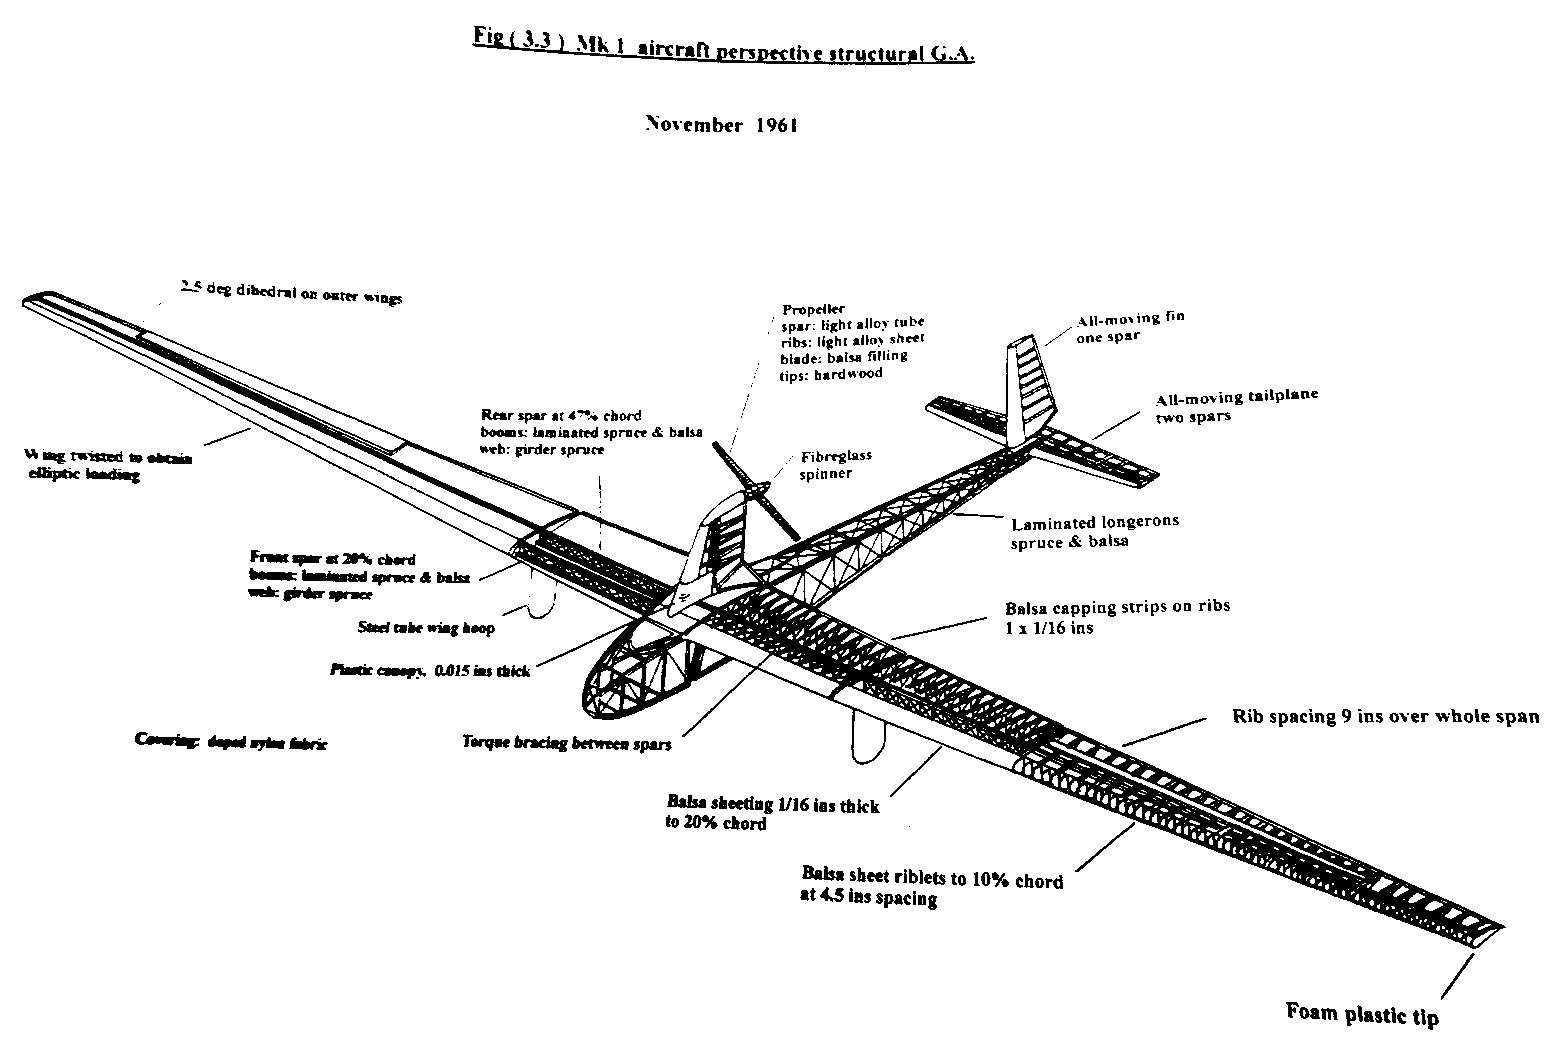 Fig ( 3.3 ) Mk 1 aircraft perspective structural G.A.
November 1961
2.5 deg dihedral on outer wings
Propeller
spar: light alloy tube
ribs: light alloy sheet
blade: balsa filling
tips: hardwood
All-moving fin
one spar
All-moving tailplane
two spars
Rear spar at 47% chord
booms: laminated spruce & balsa
web: girder spruce
Wing twisted to obtain
elliptic loading
Fibreglass
spinner
Laminated longerons
spruce & balsa
Front spar at 20% chord
booms: laminated spruce & balsa
web: girder spruce
Steel tube wing hoop
Balsa capping strips on ribs
1 x 1/16 ins
Plastic canopy, 0.015 ins thick
Rib spacing 9 ins over whole span
Covering: doped nylon fabric
Torque bracing between spars
Balsa sheeting 1/16 ins thick
to 20% chord
Balsa sheet riblets to 10% chord
at 4.5 ins spacing
Foam plastic tip